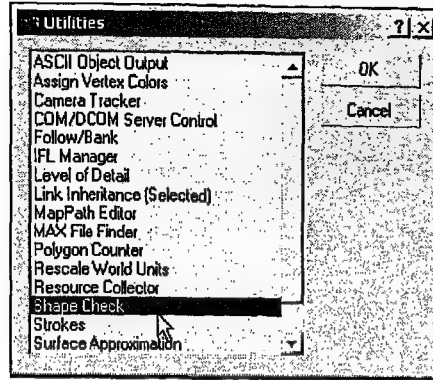 Utilities
ASCII Object Output
Assign Vertex Colors
Camera Tracker
COM/DCOM Server Control
Follow/Bank
IFL Manager
Level of Detail
Link Inheritance (Selected)
MapPath Editor
MAX File Finder
Polygon Counter
Rescale World Units
Resource Collector
Shape Check
Strokes
Surface Approximation
OK
Cancel